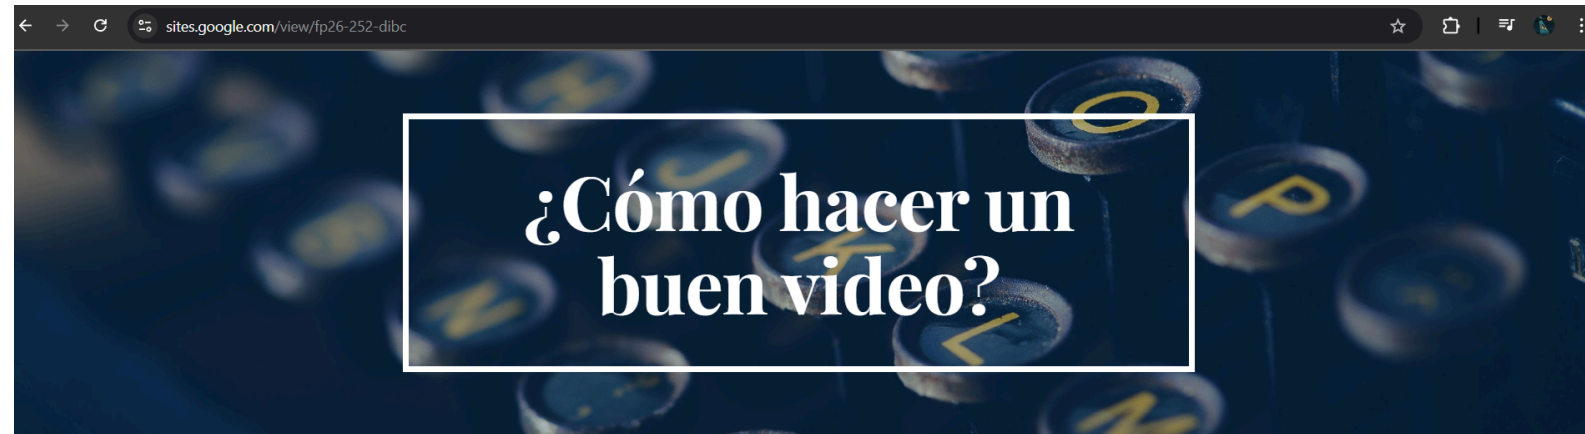 sites.google.com/view/fp26-252-dibc
¿Cómo hacer un
buen video?
H
O
J
P
K
N
L
M